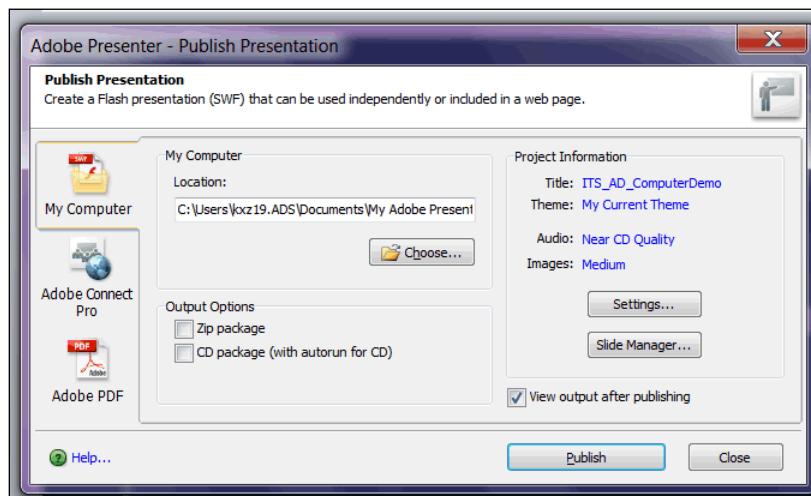 Adobe Presenter - Publish Presentation
X
Publish Presentation
Create a Flash presentation (SWF) that can be used independently or included in a web page.
SWF
My Computer
Adobe Connect
Pro
PDF
Adobe
Adobe PDF
My Computer
Location:
C:\Users\kxz19.ADS\Documents\My Adobe Present
Choose...
Output Options
Zip package
CD package (with autorun for CD)
Project Information
Title: ITS_AD_ComputerDemo
Theme: My Current Theme
Audio: Near CD Quality
Images: Medium
Settings...
Slide Manager...
View output after publishing
? Help...
Publish
Close